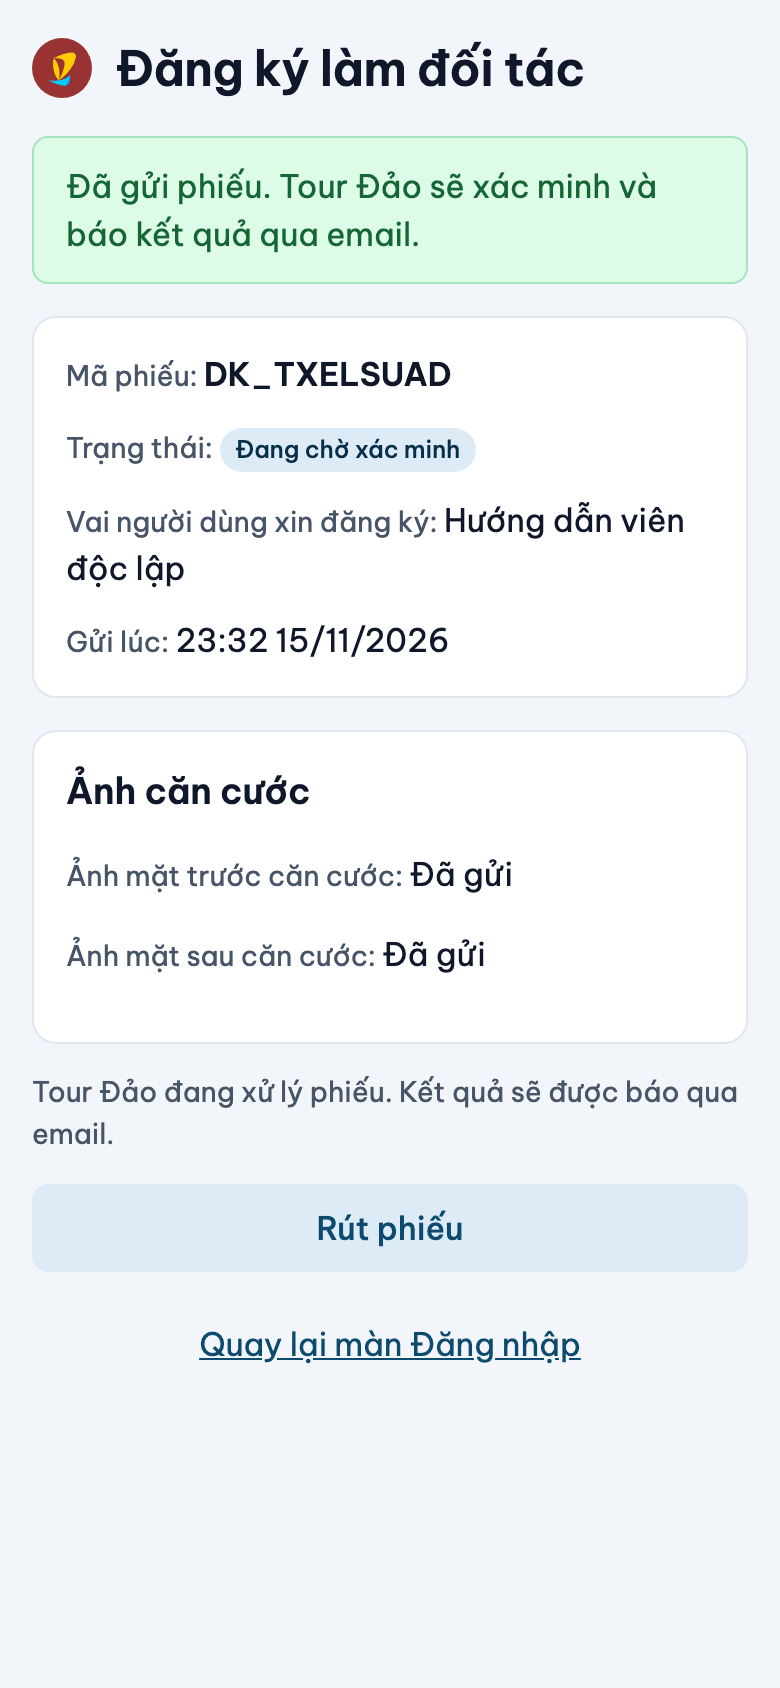 Đăng ký làm đối tác
Đã gửi phiếu. Tour Đảo sẽ xác minh và
báo kết quả qua email.
Mã phiếu: DK_TXELSUAD
Trạng thái: Đang chờ xác minh
Vai người dùng xin đăng ký: Hướng dẫn viên
độc lập
Gửi lúc: 23:32 15/11/2026
Ảnh căn cước
Ảnh mặt trước căn cước: Đã gửi
Ảnh mặt sau căn cước: Đã gửi
Tour Đảo đang xử lý phiếu. Kết quả sẽ được báo qua
email.
Rút phiếu
Quay lại màn Đăng nhập